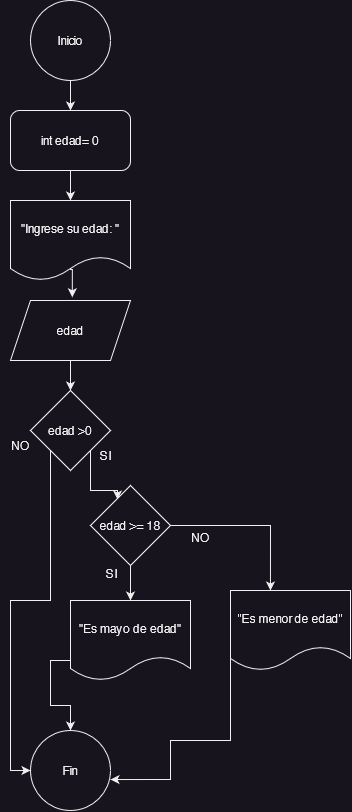 Inicio
int edad= 0
"Ingrese su edad: "
edad
edad >0
NO
SI
edad >= 18
NO
SI
"Es mayo de edad"
"Es menor de edad"
Fin